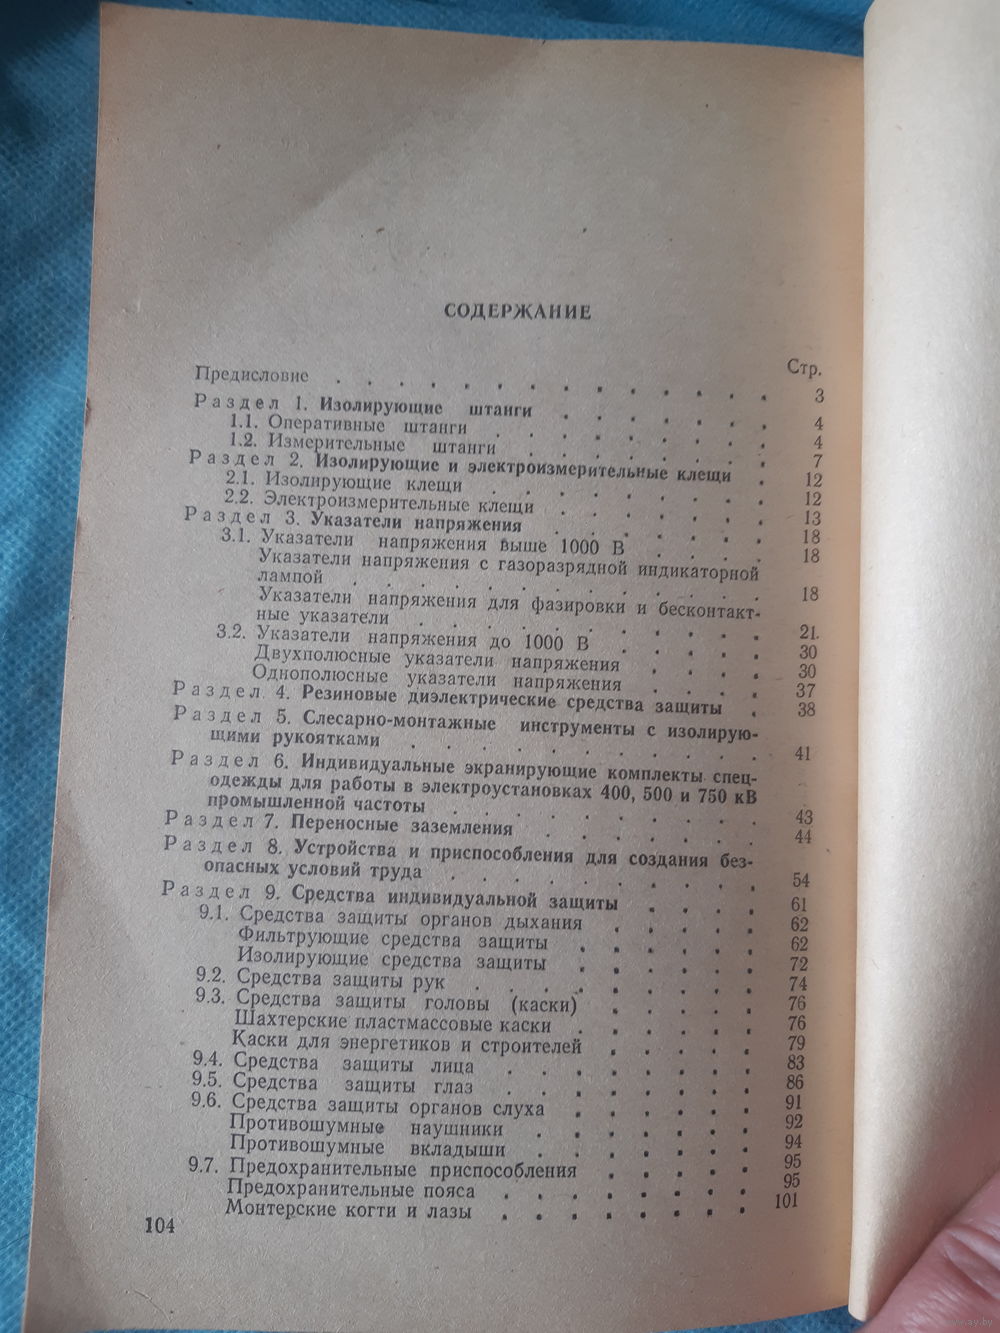 СОДЕРЖАНИЕ
Стр.
Предисловие . . . . . . . . . . . . . . 3
Раздел 1. Изолирующие штанги . . . . . . . 4
1.1. Оперативные штанги . . . . . . . . . 4
1.2. Измерительные штанги . . . . . . . . 7
Раздел 2. Изолирующие и электроизмерительные клещи . 12
2.1. Изолирующие клещи . . . . . . . . . 12
2.2. Электроизмерительные клещи . . . . . . . 13
Раздел 3. Указатели напряжения . . . . . . . 18
3.1. Указатели напряжения выше 1000 В . . . . 18
Указатели напряжения с газоразрядной индикаторной
лампой . . . . . . . . . . . . . 18
Указатели напряжения для фазировки и бесконтакт-
ные указатели . . . . . . . . . . . 21
3.2. Указатели напряжения до 1000 В . . . . . 30
Двухполюсные указатели напряжения . . . . 30
Однополюсные указатели напряжения . . . . 37
Раздел 4. Резиновые диэлектрические средства защиты . 38
Раздел 5. Слесарно-монтажные инструменты с изолирую-
щими рукоятками . . . . . . . . . . . 41
Раздел 6. Индивидуальные экранирующие комплекты спец-
одежды для работы в электроустановках 400, 500 и 750 кВ
промышленной частоты . . . . . . . . . . 43
Раздел 7. Переносные заземления . . . . . . . 44
Раздел 8. Устройства и приспособления для создания без-
опасных условий труда . . . . . . . . . . 54
Раздел 9. Средства индивидуальной защиты . . . . 61
9.1. Средства защиты органов дыхания . . . . . 62
Фильтрующие средства защиты . . . . . . 62
Изолирующие средства защиты . . . . . . 72
9.2. Средства защиты рук . . . . . . . . . 74
9.3. Средства защиты головы (каски) . . . . . 76
Шахтерские пластмассовые каски . . . . . . 76
Каски для энергетиков и строителей . . . . . 79
9.4. Средства защиты лица . . . . . . . . 83
9.5. Средства защиты глаз . . . . . . . . 86
9.6. Средства защиты органов слуха . . . . . . 91
Противошумные наушники . . . . . . . 92
Противошумные вкладыши . . . . . . . 94
9.7. Предохранительные приспособления . . . . . 95
Предохранительные пояса . . . . . . . . 95
Монтерские когти и лазы . . . . . . . . 101
104
www.ay.by